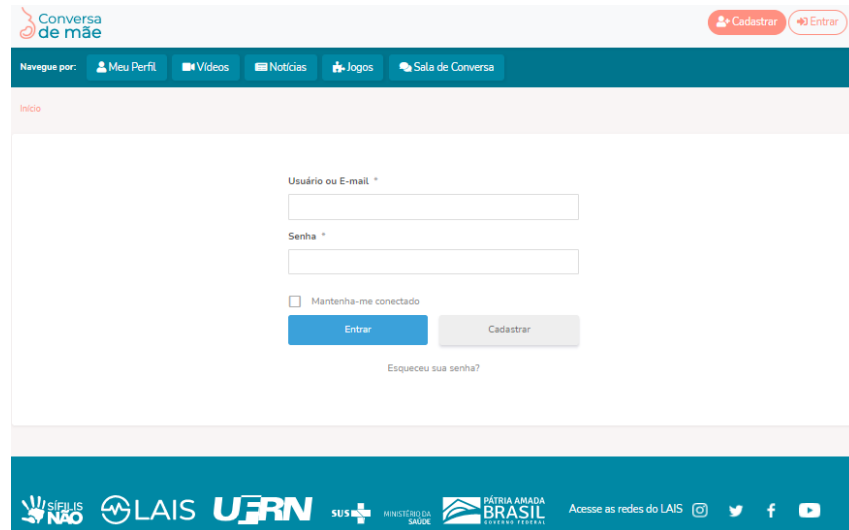 Conversa
de mãe
Cadastrar
Entrar
Navegue por:
Meu Perfil
Vídeos
Notícias
Jogos
Sala de Conversa
Início
Usuário ou E-mail *
Senha *
Mantenha-me conectado
Entrar
Cadastrar
Esqueceu sua senha?
SÍFILIS
NÃO
LAIS
UFRN
SUS
MINISTÉRIO DA
SAÚDE
PÁTRIA AMADA
BRASIL
GOVERNO FEDERAL
Acesse as redes do LAIS